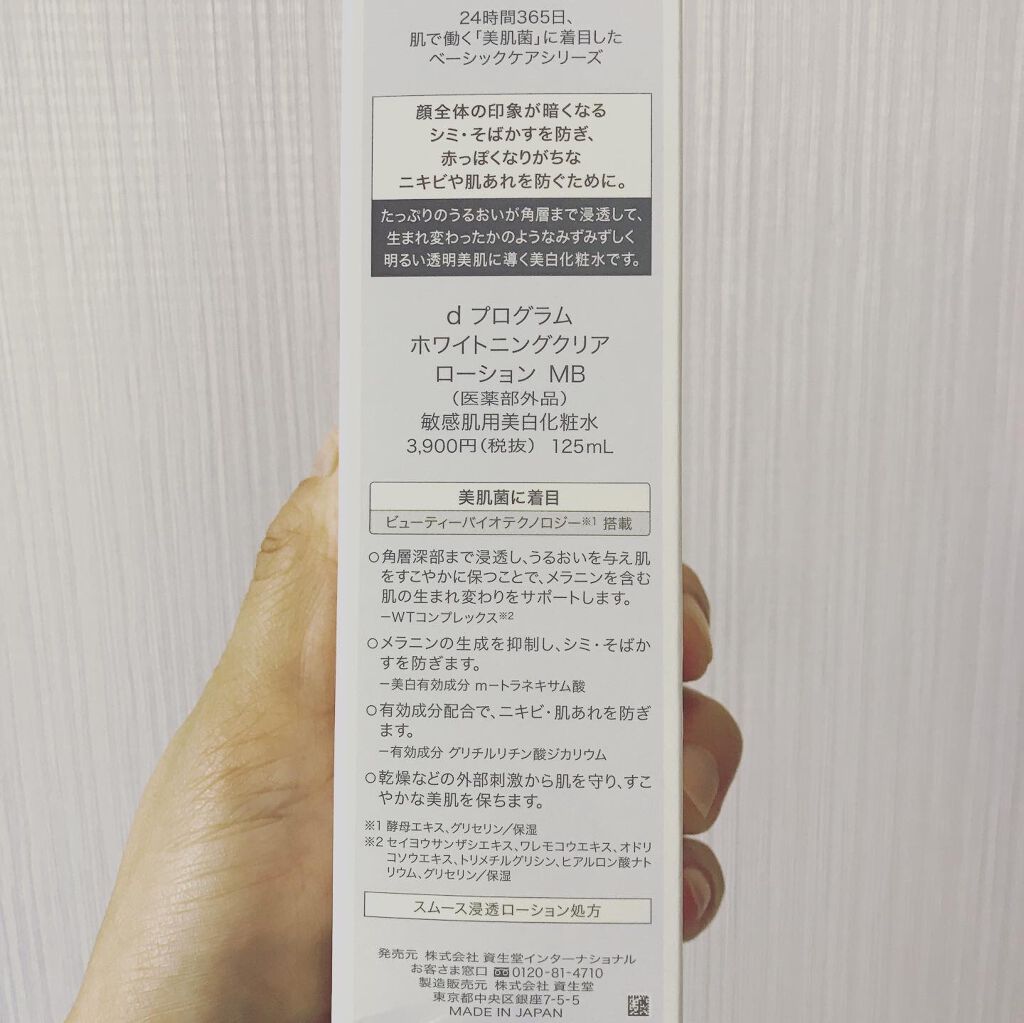 24時間365日、
肌で働く「美肌菌」に着目した
ベーシックケアシリーズ
顔全体の印象が暗くなる
シミ・そばかすを防ぎ、
赤っぽくなりがちな
ニキビや肌あれを防ぐために。
たっぷりのうるおいが角層まで浸透して、
生まれ変わったかのようなみずみずしく
明るい透明美肌に導く美白化粧水です。
d プログラム
ホワイトニングクリア
ローション MB
(医薬部外品)
敏感肌用美白化粧水
3,900円(税抜) 125mL
美肌菌に着目
ビューティーバイオテクノロジー※1 搭載
○角層深部まで浸透し、うるおいを与え肌
をすこやかに保つことで、メラニンを含む
肌の生まれ変わりをサポートします。
−WTコンプレックス※2
○メラニンの生成を抑制し、シミ・そばか
すを防ぎます。
−美白有効成分 m−トラネキサム酸
○有効成分配合で、ニキビ・肌あれを防ぎ
ます。
−有効成分 グリチルリチン酸ジカリウム
○乾燥などの外部刺激から肌を守り、すこ
やかな美肌を保ちます。
※1 酵母エキス、グリセリン/保湿
※2 セイヨウサンザシエキス、ワレモコウエキス、オドリ
コソウエキス、トリメチルグリシン、ヒアルロン酸ナト
リウム、グリセリン/保湿
スムース浸透ローション処方
発売元 株式会社 資生堂インターナショナル
お客さま窓口 0120-81-4710
製造販売元 株式会社 資生堂
東京都中央区銀座7-5-5
MADE IN JAPAN